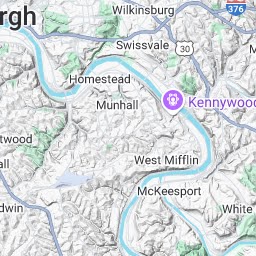 Wilkinsburg
376
rgh
Swissvale
30
Homestead
Munhall
Kennywood
twood
all
West Mifflin
McKeesport
dwin
White